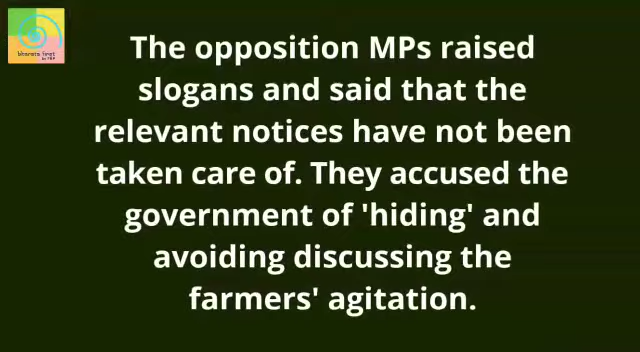 The opposition MPs raised
slogans and said that the
relevant notices have not been
taken care of. They accused the
government of 'hiding' and
avoiding discussing the
farmers' agitation.